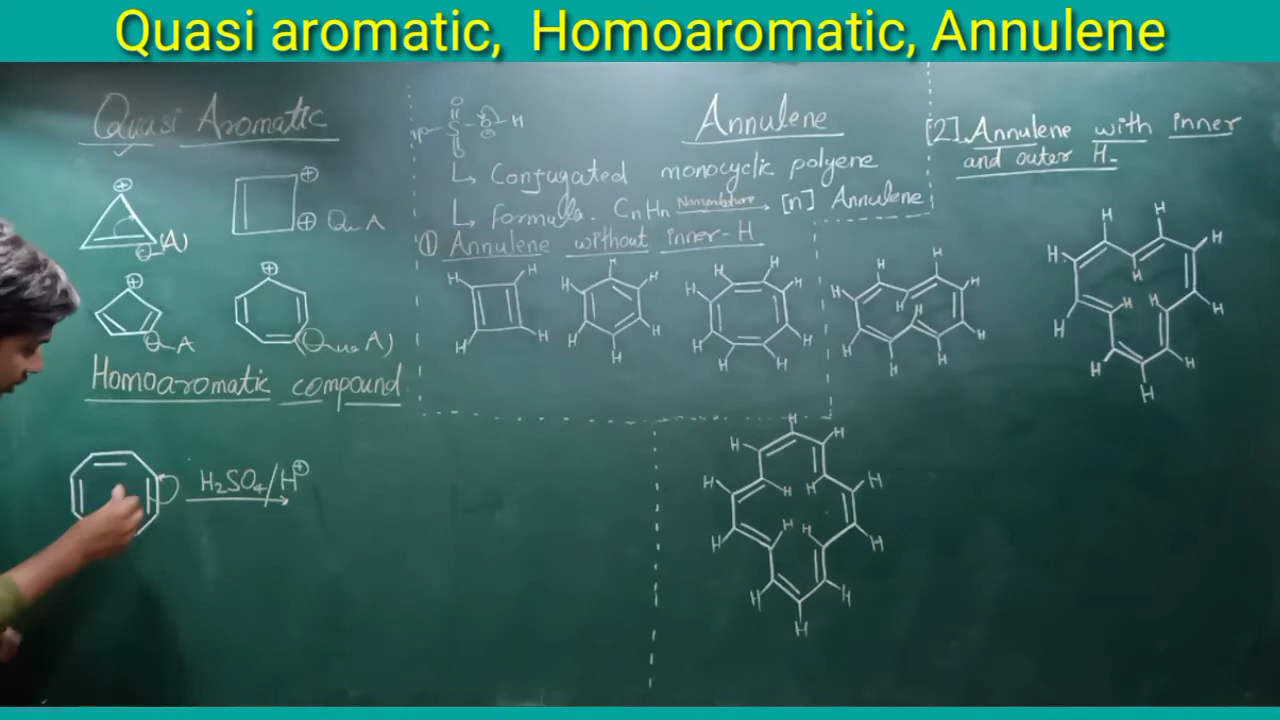 Quasi aromatic, Homoaromatic, Annulene
Quasi Aromatic
⊕
⊖ (A)
⊕
⊕ Q-A
⊕
Q-A
⊕
(Qua A)
Homoaromatic compound
H₂SO₄/H⊕
O
S
O
H
Annulene
↳ Conjugated monocyclic polyene
↳ formula. CnHn Nomenclature → [n] Annulene
① Annulene without inner-H
H H
H H
H H H
H H H
H H H H
H H H H
[2]. Annulene with inner
and outer H-
H H H H
H H
H H H H
H H H
H H
H H H
H H H
H H
H
H H H
H H H H
H H H H
H H
H